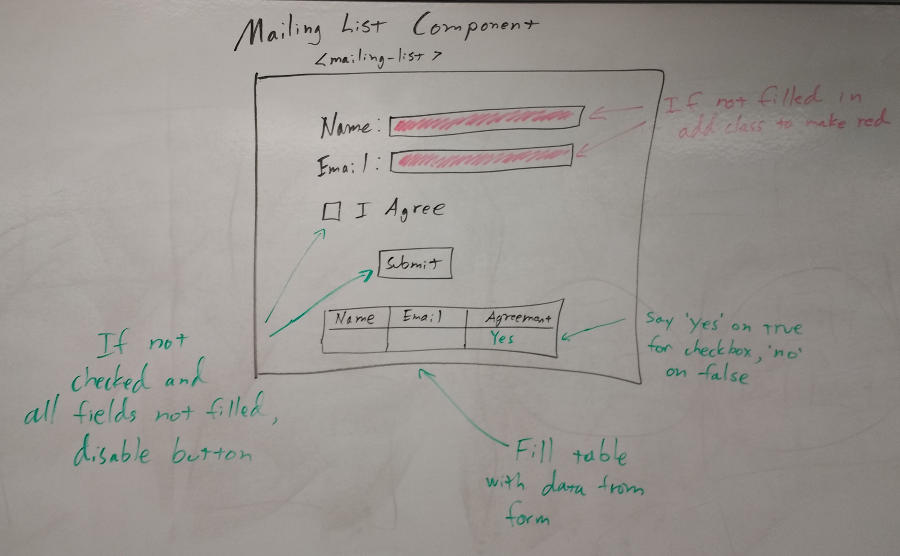 Mailing List Component
<mailing-list>
Name:
If not filled in
add class to make red
Email:
I Agree
Submit
Name Email Agreement
Yes
Say 'yes' on true
for checkbox, 'no'
on false
If not
checked and
all fields not filled,
disable button
Fill table
with data from
form